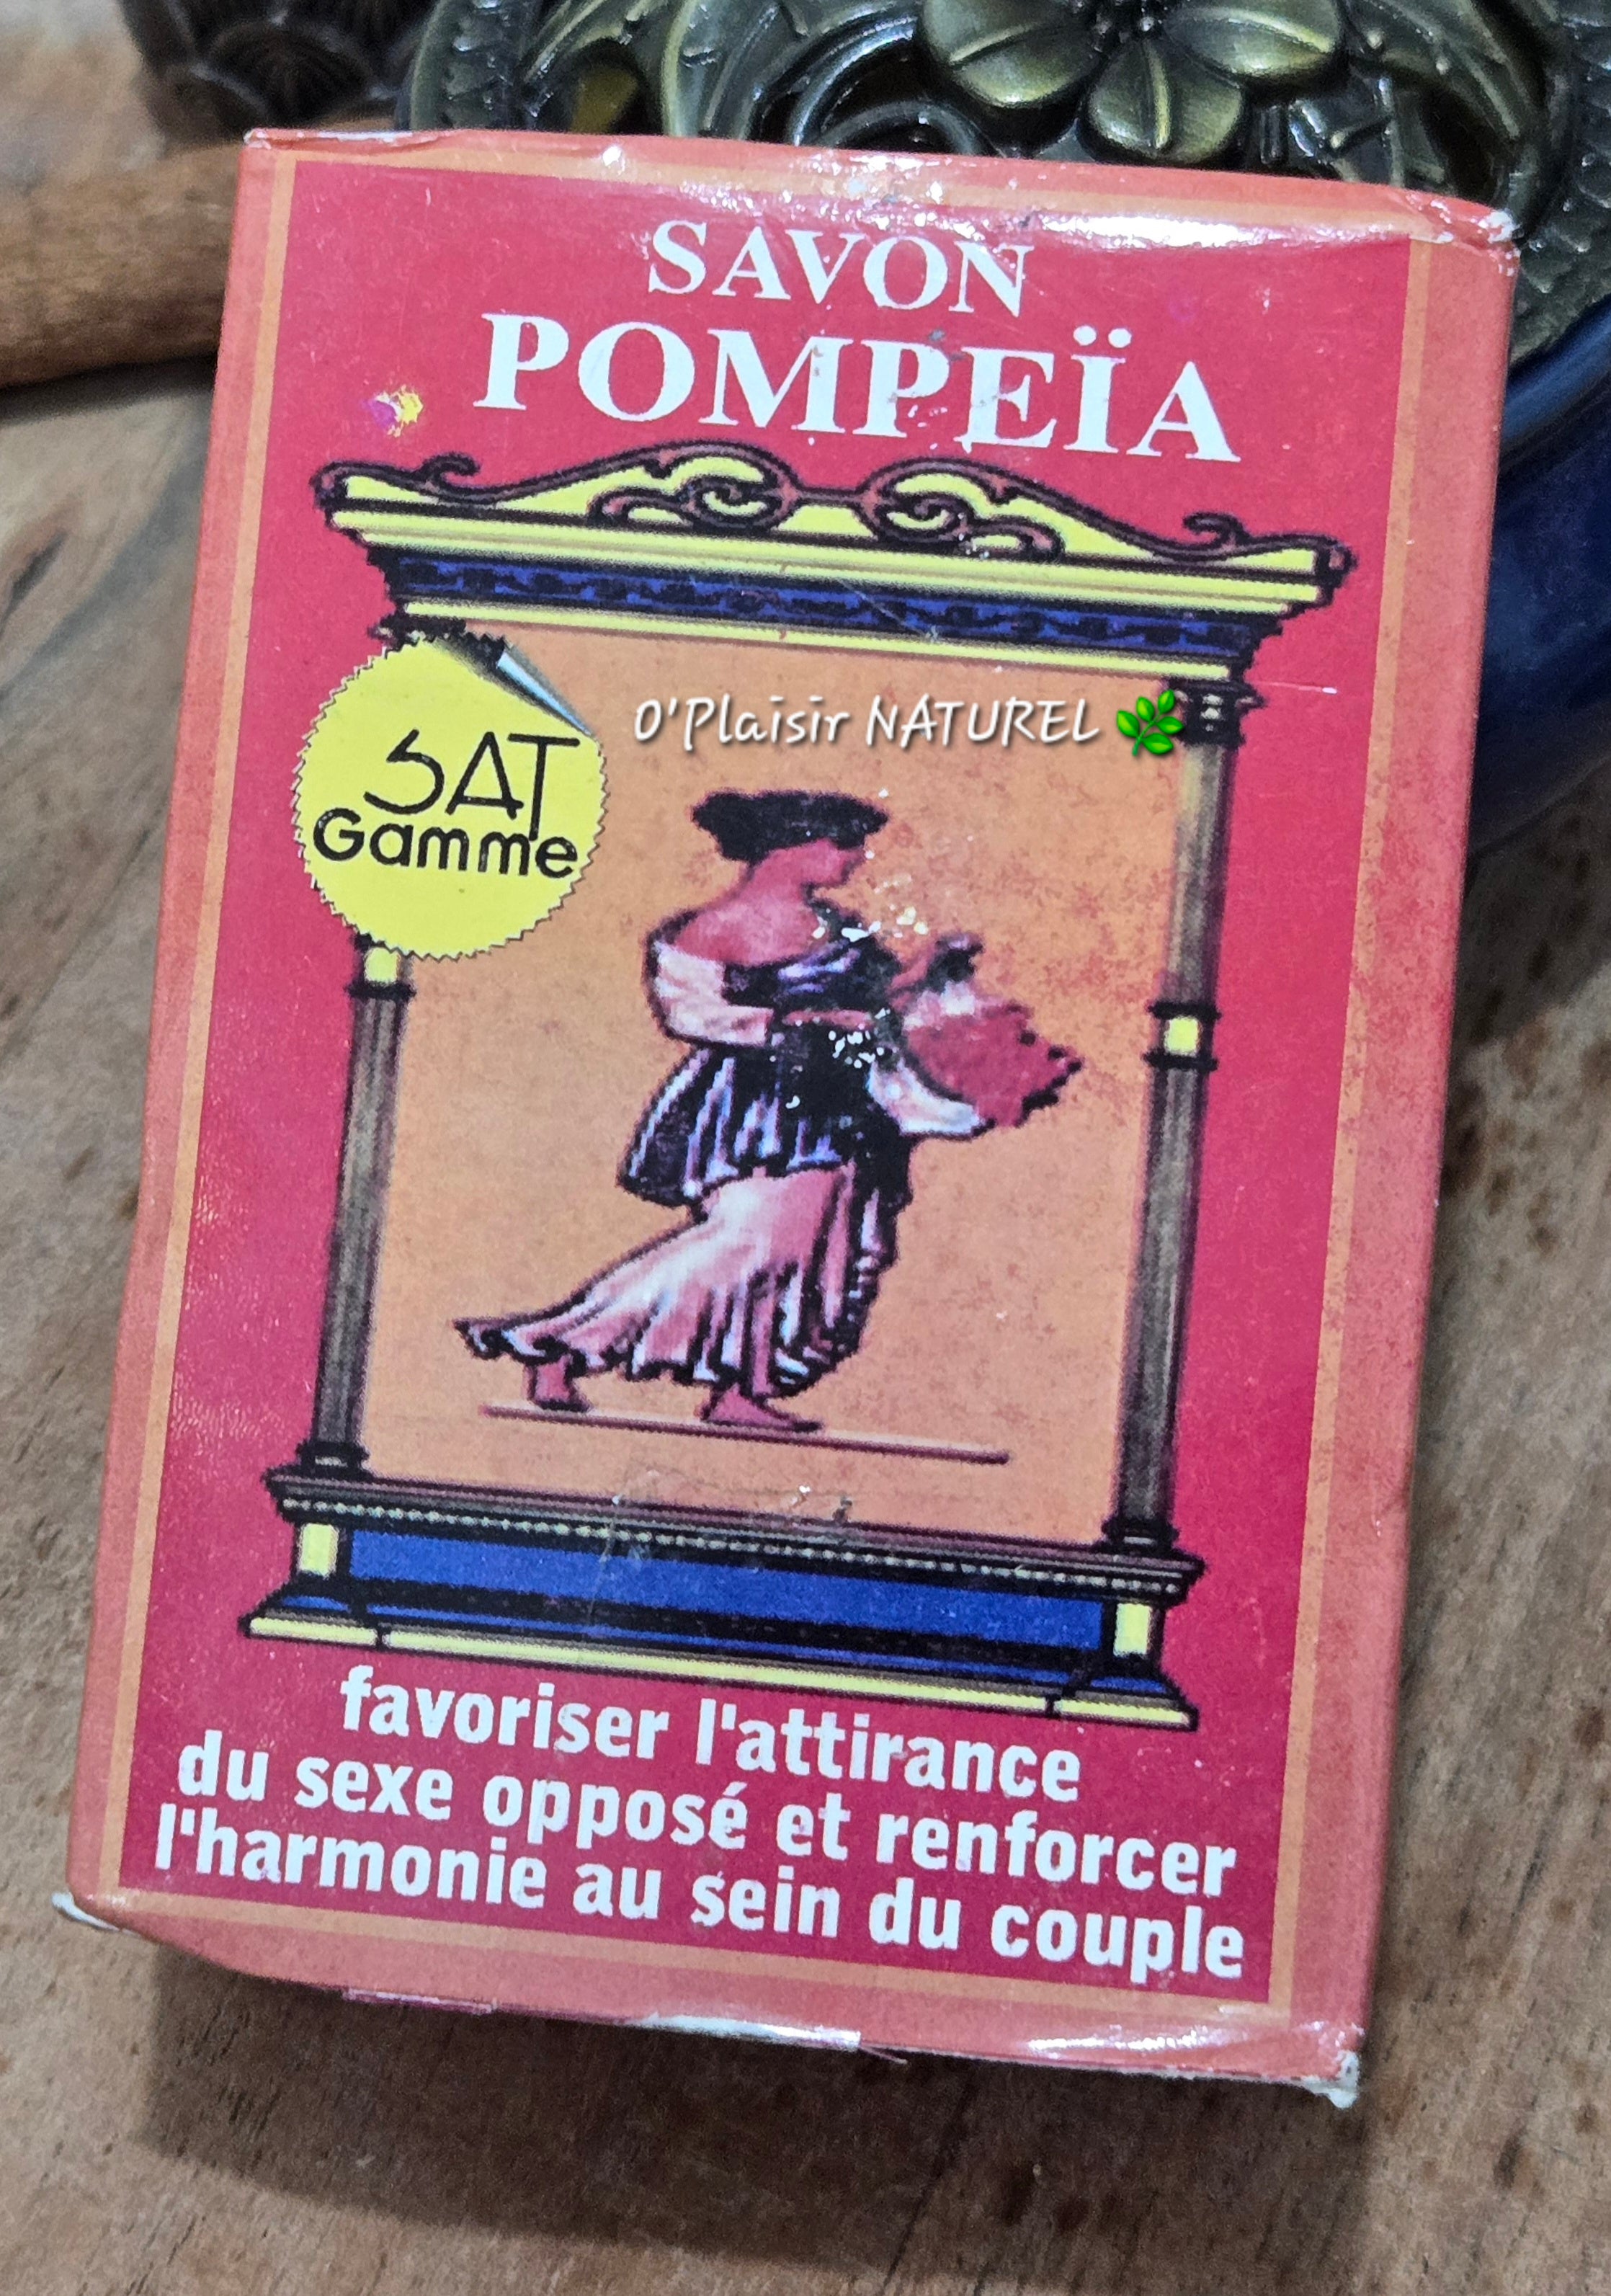 SAVON
POMPEÏA
O'Plaisir NATUREL
SAT
Gamme
favoriser l'attirance
du sexe opposé et renforcer
l'harmonie au sein du couple